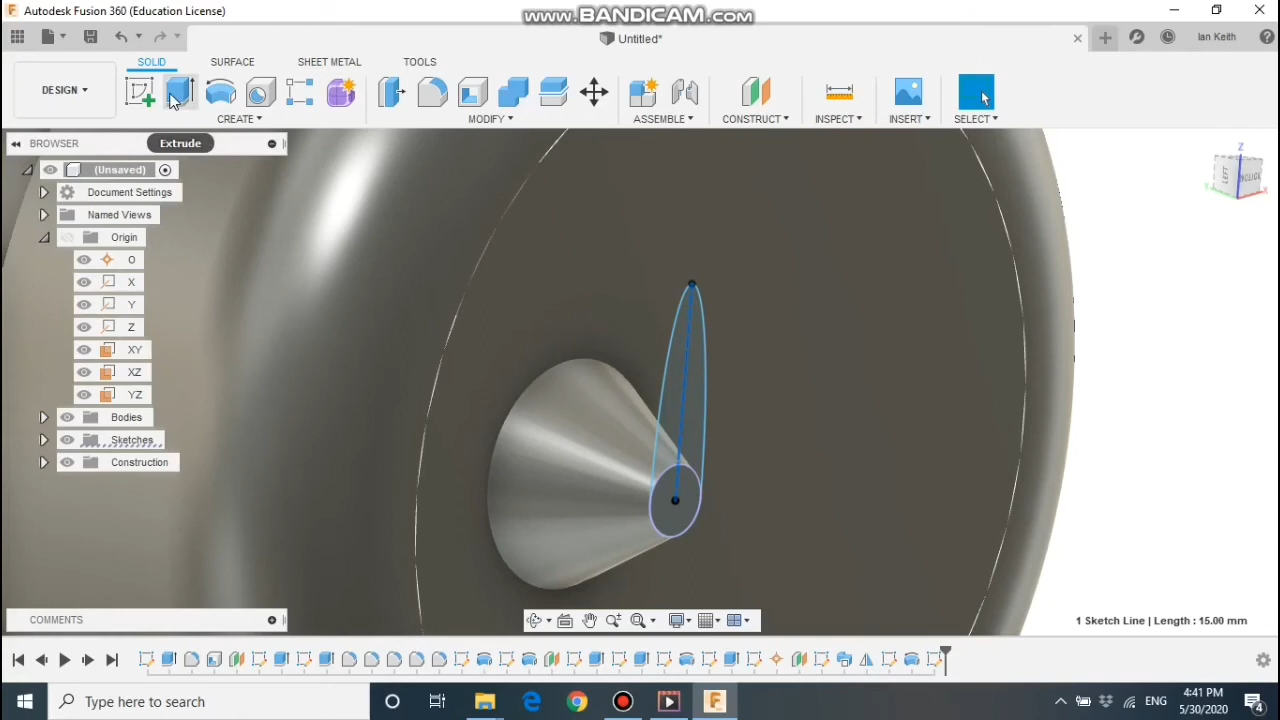 Autodesk Fusion 360 (Education License)
www.BANDICAM.com
Untitled*
Ian Keith
SOLID
SURFACE
SHEET METAL
TOOLS
DESIGN
CREATE
MODIFY
ASSEMBLE
CONSTRUCT
INSPECT
INSERT
SELECT
BROWSER
Extrude
(Unsaved)
Document Settings
Named Views
Origin
O
X
Y
Z
XY
XZ
YZ
Bodies
Sketches
Construction
Z
LEFT
X
COMMENTS
1 Sketch Line | Length : 15.00 mm
Type here to search
ENG
4:41 PM
5/30/2020
4